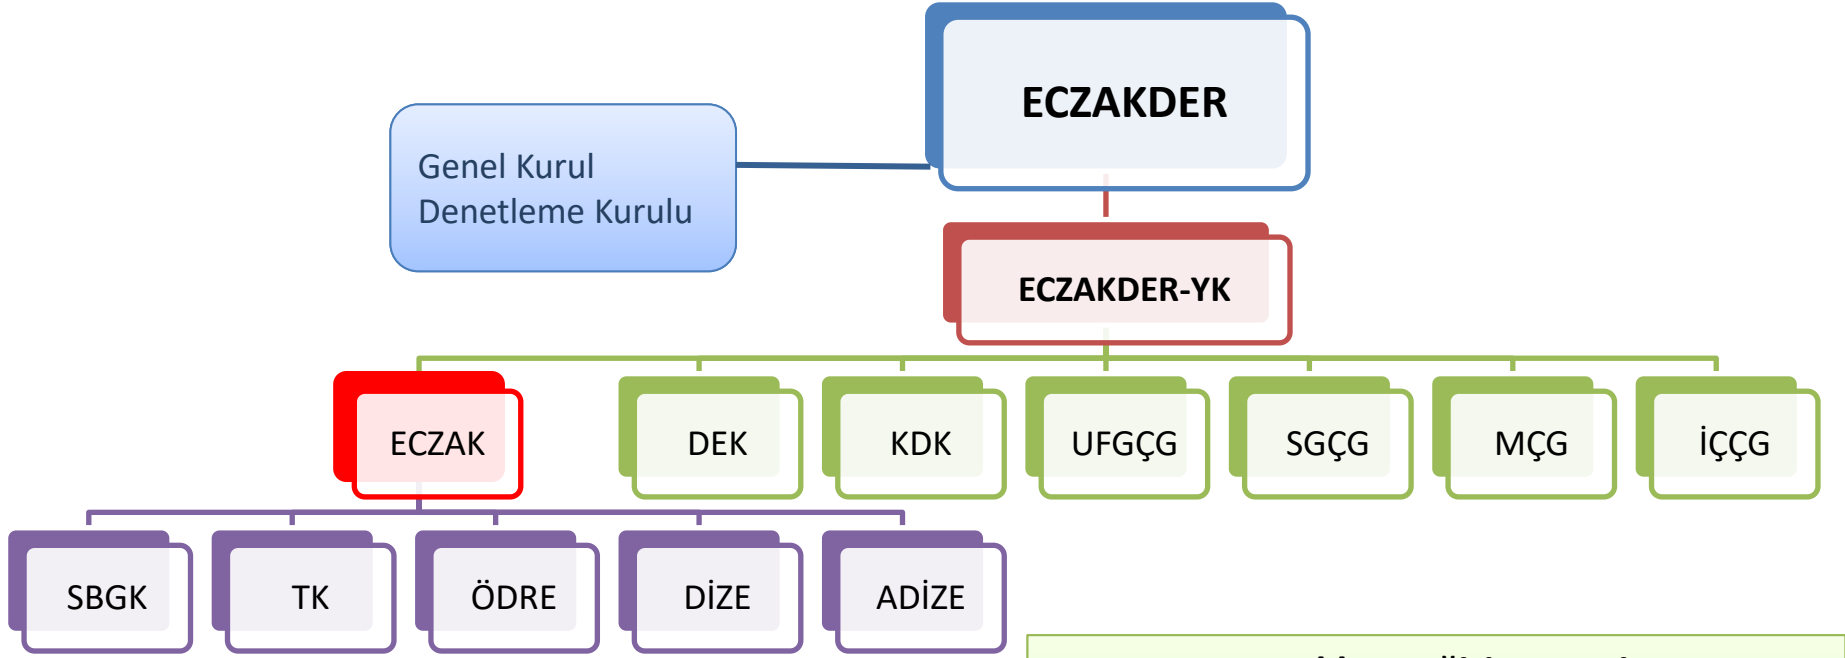 ECZAKDER
Genel Kurul
Denetleme Kurulu
ECZAKDER-YK
ECZAK
DEK
KDK
UFGÇG
SGÇG
MÇG
İÇÇG
SBGK
TK
ÖDRE
DİZE
ADİZE